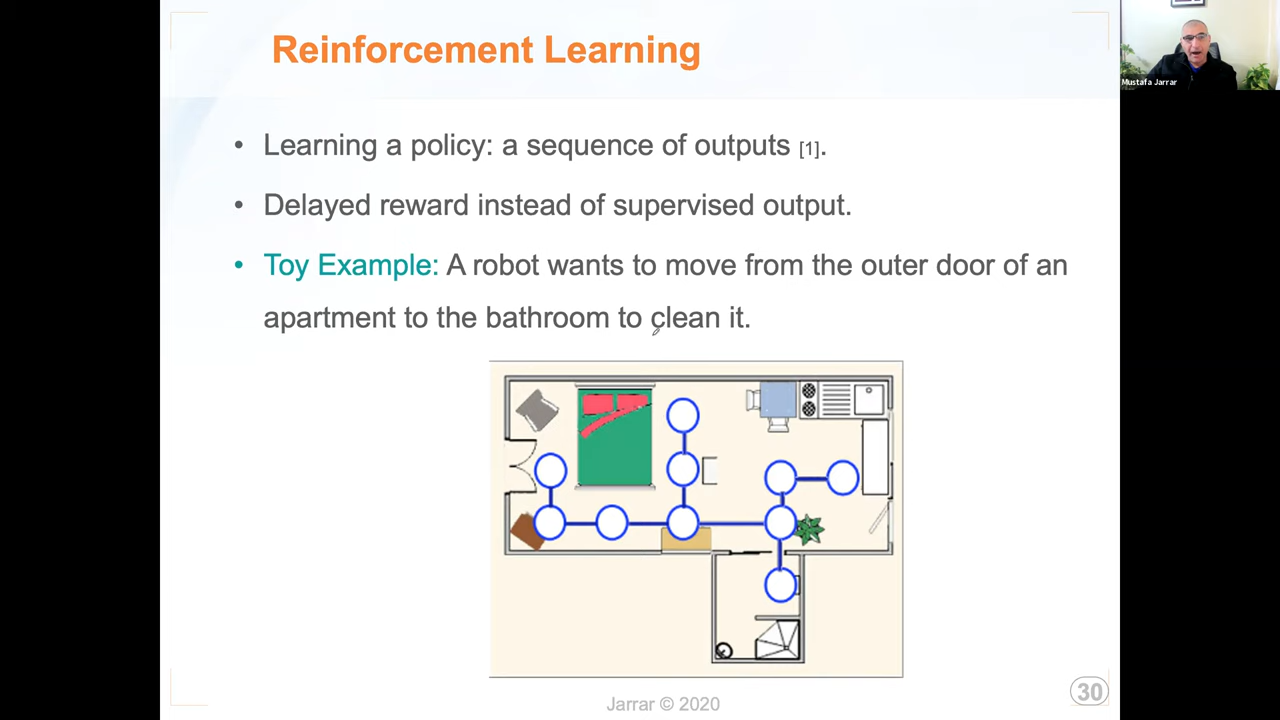 Reinforcement Learning
Mustafa Jarrar
• Learning a policy: a sequence of outputs [1].
• Delayed reward instead of supervised output.
• Toy Example: A robot wants to move from the outer door of an
apartment to the bathroom to clean it.
Jarrar © 2020
30